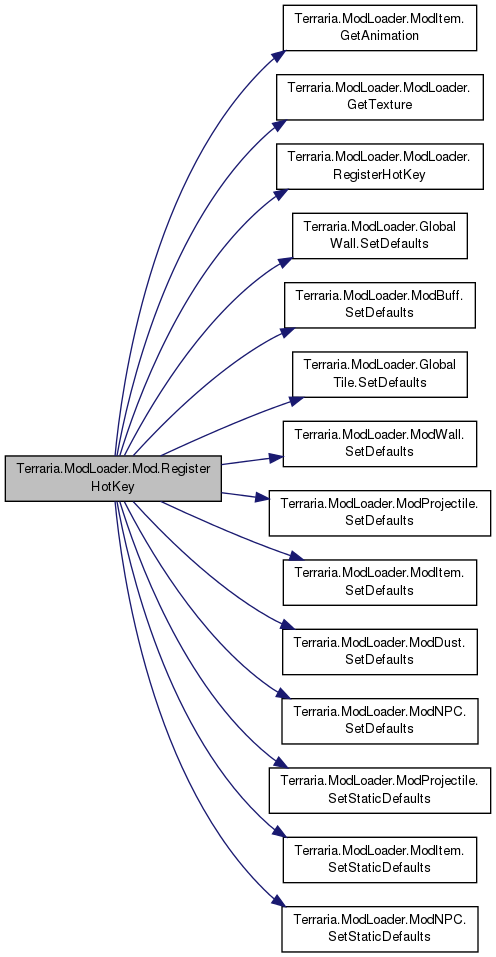 Terraria.ModLoader.ModItem.
GetAnimation
Terraria.ModLoader.ModLoader.
GetTexture
Terraria.ModLoader.ModLoader.
RegisterHotKey
Terraria.ModLoader.Global
Wall.SetDefaults
Terraria.ModLoader.ModBuff.
SetDefaults
Terraria.ModLoader.Global
Tile.SetDefaults
Terraria.ModLoader.ModWall.
SetDefaults
Terraria.ModLoader.Mod.Register
HotKey
Terraria.ModLoader.ModProjectile.
SetDefaults
Terraria.ModLoader.ModItem.
SetDefaults
Terraria.ModLoader.ModDust.
SetDefaults
Terraria.ModLoader.ModNPC.
SetDefaults
Terraria.ModLoader.ModProjectile.
SetStaticDefaults
Terraria.ModLoader.ModItem.
SetStaticDefaults
Terraria.ModLoader.ModNPC.
SetStaticDefaults